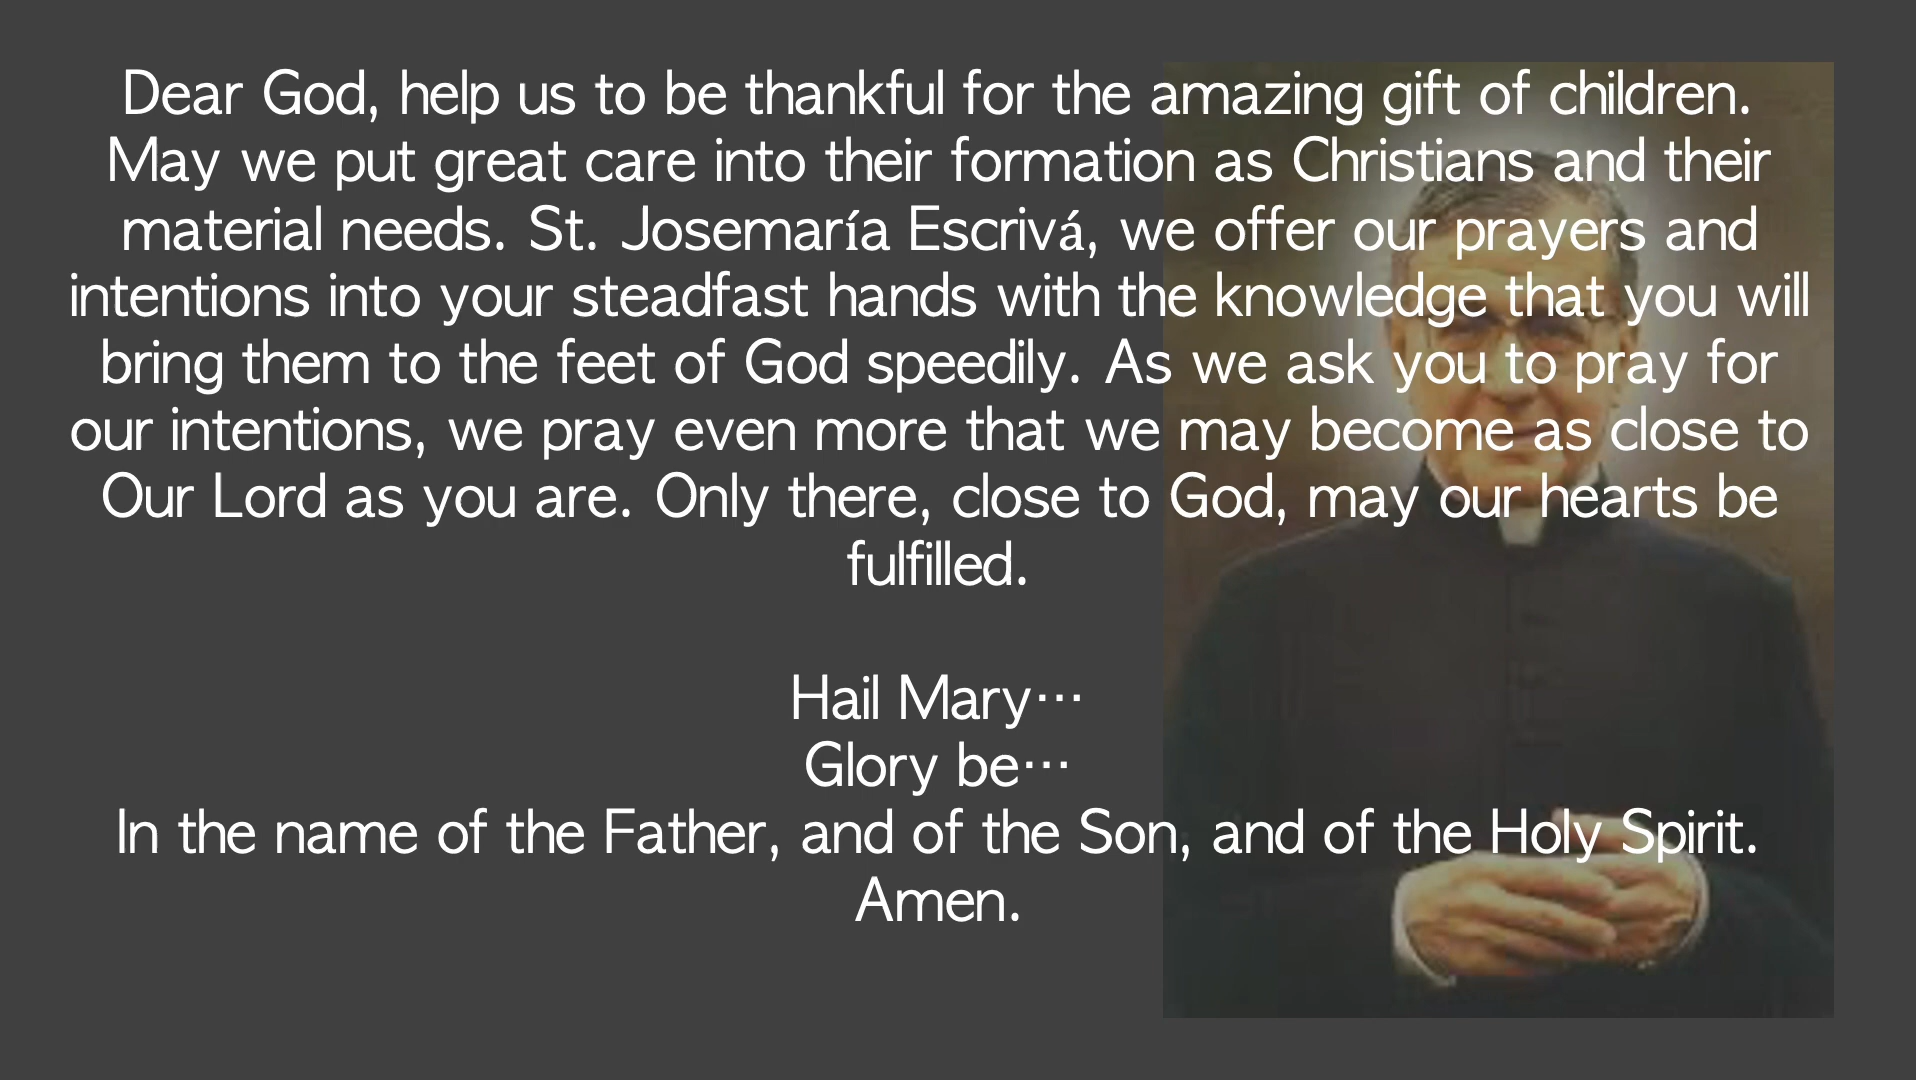 Dear God, help us to be thankful for the amazing gift of children.
May we put great care into their formation as Christians and their
material needs. St. Josemaría Escrivá, we offer our prayers and
intentions into your steadfast hands with the knowledge that you will
bring them to the feet of God speedily. As we ask you to pray for
our intentions, we pray even more that we may become as close to
Our Lord as you are. Only there, close to God, may our hearts be
fulfilled.
Hail Mary…
Glory be…
In the name of the Father, and of the Son, and of the Holy Spirit.
Amen.